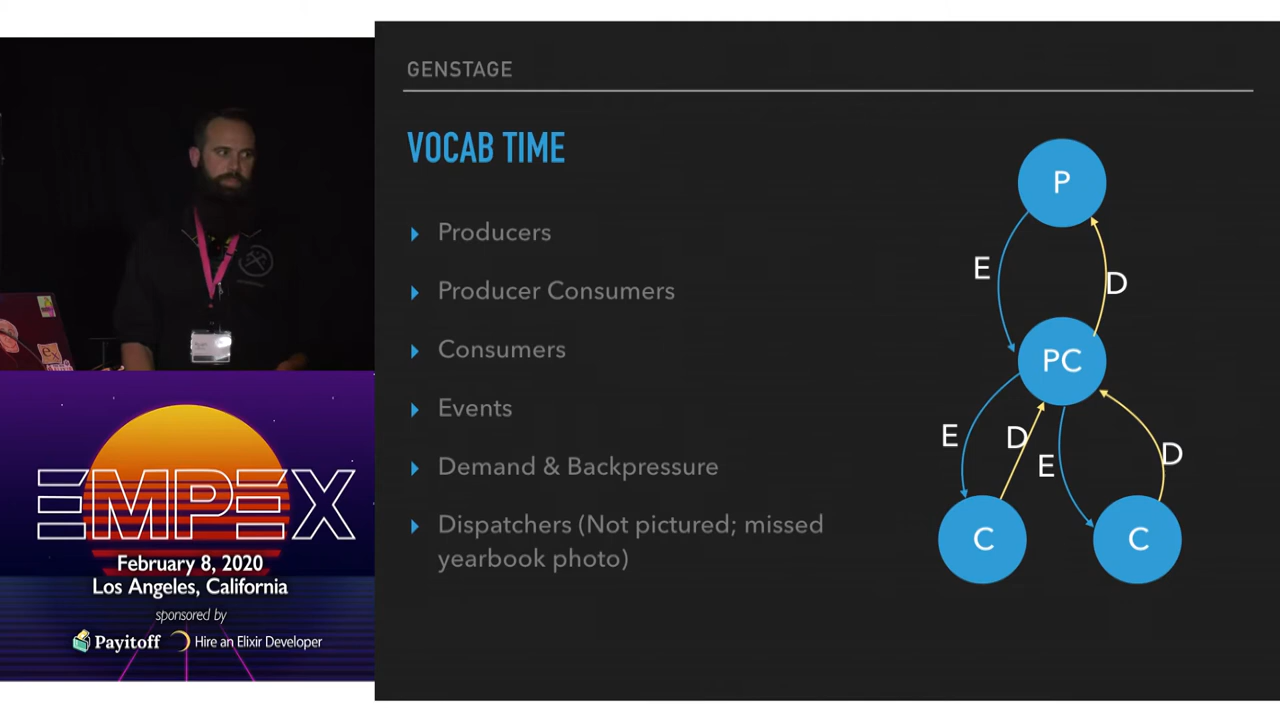 GENSTAGE
VOCAB TIME
Producers
Producer Consumers
Consumers
Events
Demand & Backpressure
Dispatchers (Not pictured; missed
yearbook photo)
P
E
D
PC
E
D
E
D
C
C
ex
EMPEX
February 8, 2020
Los Angeles, California
sponsored by
Payitoff
Hire an Elixir Developer